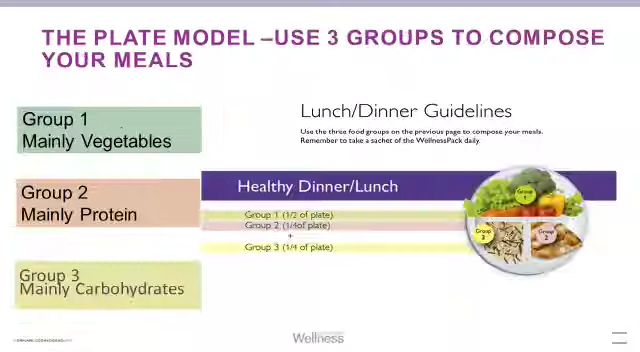 THE PLATE MODEL –USE 3 GROUPS TO COMPOSE
YOUR MEALS
Group 1
Mainly Vegetables
Lunch/Dinner Guidelines
Use the three food groups on the previous page to compose your meals.
Remember to take a sachet of the WellnessPack daily.
Group 2
Mainly Protein
Healthy Dinner/Lunch
Group 1 (1/2 of plate)
Group 2 (1/4of plate)
+
Group 3 (1/4 of plate)
Group
1
Group
3
Group
2
Group 3
Mainly Carbohydrates
Wellness